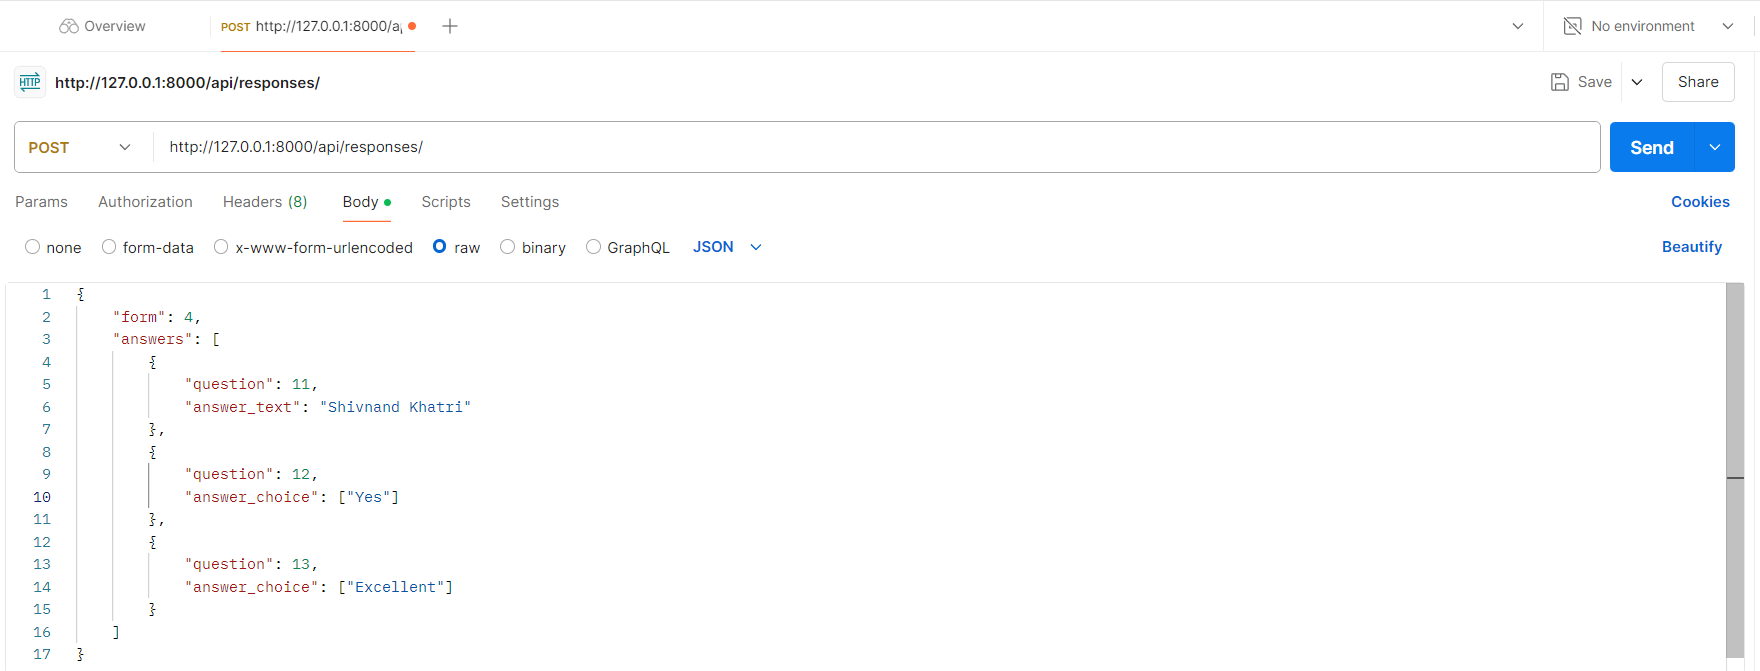 Overview POST http://127.0.0.1:8000/a No environment
HTTP http://127.0.0.1:8000/api/responses/ Save Share
POST http://127.0.0.1:8000/api/responses/ Send
Params Authorization Headers (8) Body Scripts Settings Cookies
none form-data x-www-form-urlencoded raw binary GraphQL JSON Beautify
1 {
2 "form": 4,
3 "answers": [
4 {
5 "question": 11,
6 "answer_text": "Shivnand Khatri"
7 },
8 {
9 "question": 12,
10 "answer_choice": ["Yes"]
11 },
12 {
13 "question": 13,
14 "answer_choice": ["Excellent"]
15 }
16 ]
17 }